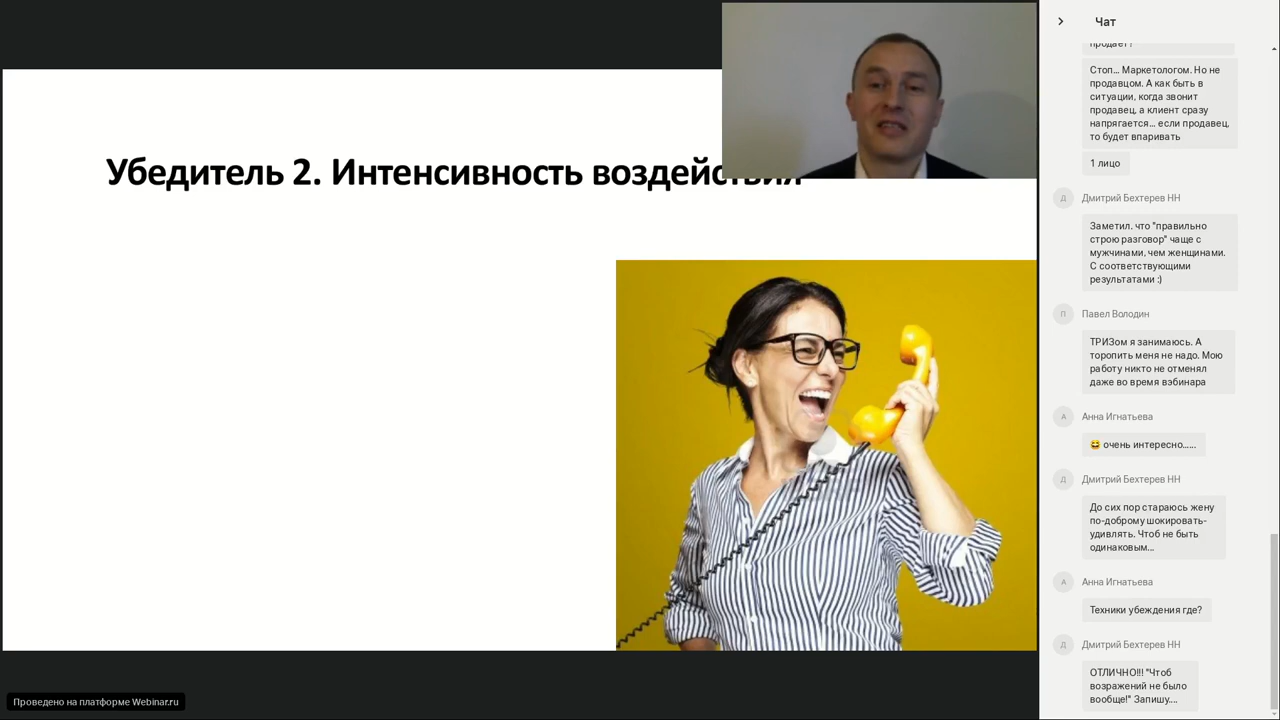 Убедитель 2. Интенсивность воздействия
Проведено на платформе Webinar.ru
Чат
продает?
Стоп... Маркетологом. Но не
продавцом. А как быть в
ситуации, когда звонит
продавец, а клиент сразу
напрягается... если продавец,
то будет впаривать
1 лицо
Д
Дмитрий Бехтерев НН
Заметил. что "правильно
строю разговор" чаще с
мужчинами, чем женщинами.
С соответствующими
результатами :)
П
Павел Володин
ТРИЗом я занимаюсь. А
торопить меня не надо. Мою
работу никто не отменял
даже во время вэбинара
А
Анна Игнатьева
😂 очень интересно......
Д
Дмитрий Бехтерев НН
До сих пор стараюсь жену
по-доброму шокировать-
удивлять. Чтоб не быть
одинаковым...
А
Анна Игнатьева
Техники убеждения где?
Д
Дмитрий Бехтерев НН
ОТЛИЧНО!!! "Чтоб
возражений не было
вообще!" Запишу....